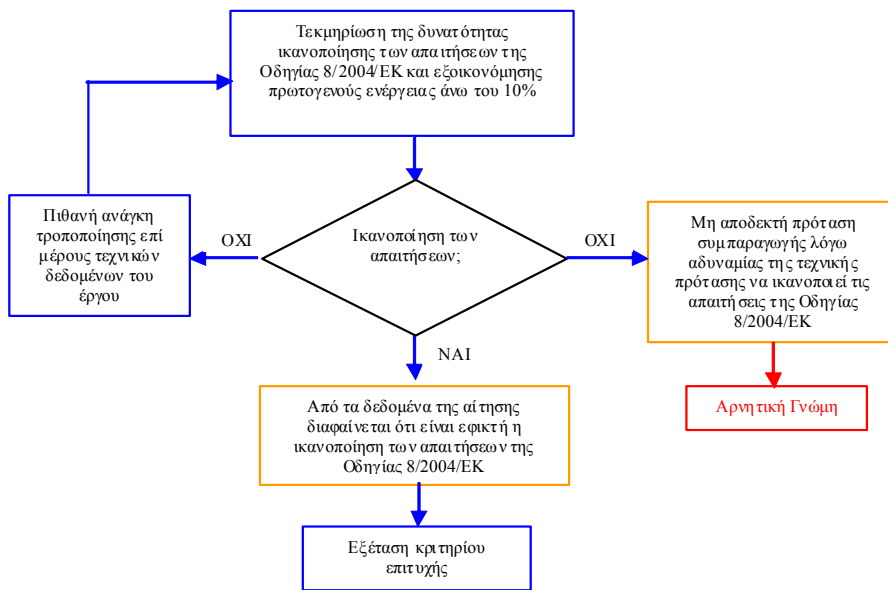 Τεκμηρίωση της δυνατότητας
ικανοποίησης των απαιτήσεων της
Οδηγίας 8/2004/ΕΚ και εξοικονόμησης
πρωτογενούς ενέργειας άνω του 10%
Πιθανή ανάγκη
τροποποίησης επί
μέρους τεχνικών
δεδομένων του
έργου
ΟΧΙ
Ικανοποίηση των
απαιτήσεων;
ΟΧΙ
Μη αποδεκτή πρόταση
συμπαραγωγής λόγω
αδυναμίας της τεχνικής
πρότασης να ικανοποιεί τις
απαιτήσεις της Οδηγίας
8/2004/ΕΚ
ΝΑΙ
Από τα δεδομένα της αίτησης
διαφαίνεται ότι είναι εφικτή η
ικανοποίηση των απαιτήσεων της
Οδηγίας 8/2004/ΕΚ
Αρνητική Γνώμη
Εξέταση κριτηρίου
επιτυχής